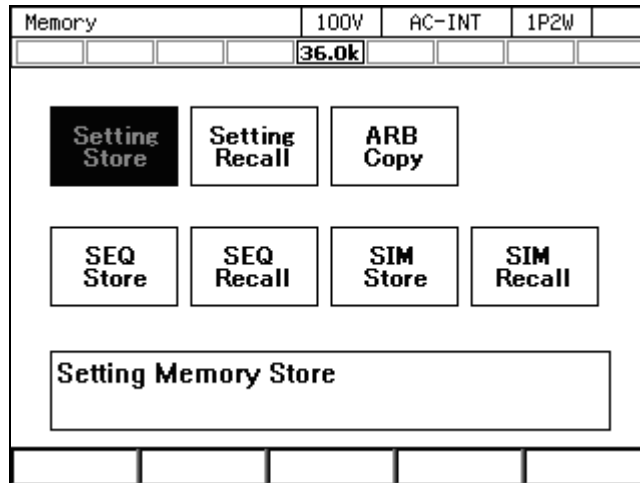 Memory 100V AC-INT 1P2W
36.0k
Setting Setting ARB
Store Recall Copy
SEQ SEQ SIM SIM
Store Recall Store Recall
Setting Memory Store